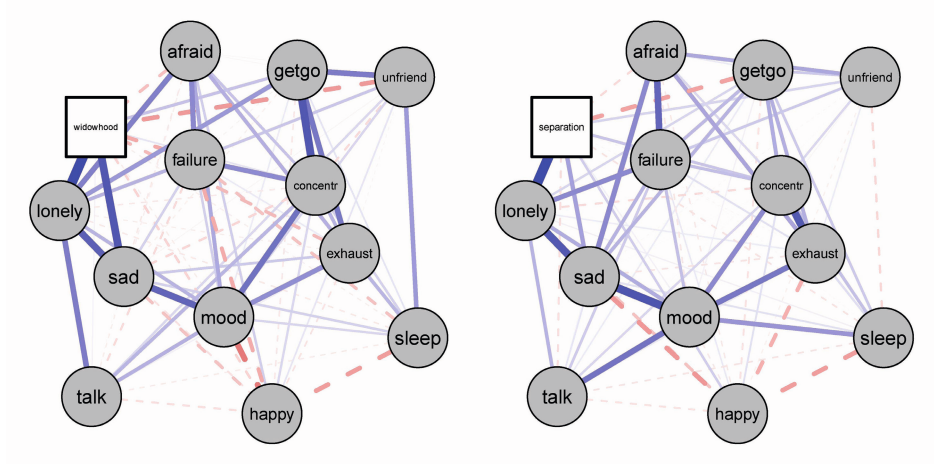 afraid
getgo
unfriend
widowhood
failure
concentr
lonely
exhaust
sad
mood
sleep
talk
happy
afraid
getgo
unfriend
separation
failure
concentr
lonely
exhaust
sad
mood
sleep
talk
happy